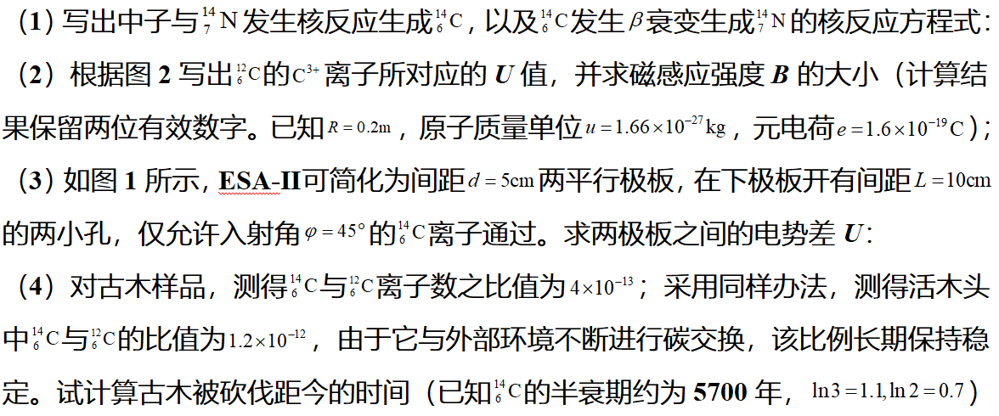 （1）写出中子与$^{14}_{7}\mathrm{N}$发生核反应生成$^{14}_{6}\mathrm{C}$，以及$^{14}_{6}\mathrm{C}$发生$\beta$衰变生成$^{14}_{7}\mathrm{N}$的核反应方程式：
（2）根据图 2 写出$^{12}_{6}\mathrm{C}$的$\mathrm{C}^{3+}$离子所对应的 U 值，并求磁感应强度 B 的大小（计算结
果保留两位有效数字。已知$R=0.2\mathrm{m}$，原子质量单位$u=1.66\times10^{-27}\mathrm{kg}$，元电荷$e=1.6\times10^{-19}\mathrm{C}$）；
（3）如图 1 所示，ESA-II可简化为间距$d=5\mathrm{cm}$两平行极板，在下极板开有间距$L=10\mathrm{cm}$
的两小孔，仅允许入射角$\varphi=45°$的$^{14}_{6}\mathrm{C}$离子通过。求两极板之间的电势差 U：
（4）对古木样品，测得$^{14}_{6}\mathrm{C}$与$^{12}_{6}\mathrm{C}$离子数之比值为$4\times10^{-13}$；采用同样办法，测得活木头
中$^{14}_{6}\mathrm{C}$与$^{12}_{6}\mathrm{C}$的比值为$1.2\times10^{-12}$，由于它与外部环境不断进行碳交换，该比例长期保持稳
定。试计算古木被砍伐距今的时间（已知$^{14}_{6}\mathrm{C}$的半衰期约为 5700 年，$\ln3=1.1,\ln2=0.7$）